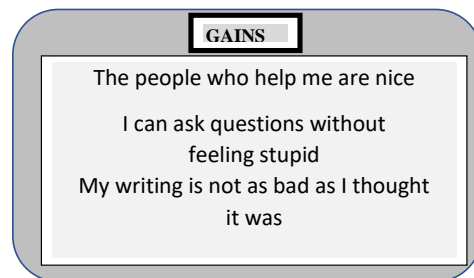 GAINS
The people who help me are nice
I can ask questions without
feeling stupid
My writing is not as bad as I thought
it was